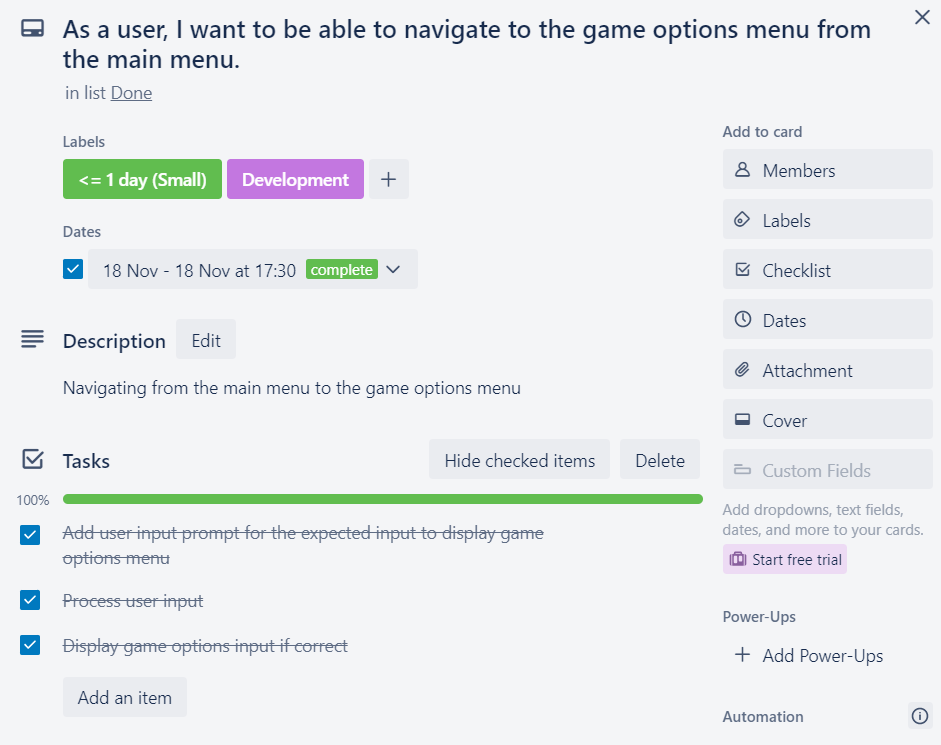 As a user, I want to be able to navigate to the game options menu from
the main menu.
in list Done
Labels
<= 1 day (Small) Development
Dates
18 Nov - 18 Nov at 17:30 complete
Description Edit
Navigating from the main menu to the game options menu
Tasks Hide checked items Delete
100%
Add user input prompt for the expected input to display game
options menu
Process user input
Display game options input if correct
Add an item
Add to card
Members
Labels
Checklist
Dates
Attachment
Cover
Custom Fields
Add dropdowns, text fields,
dates, and more to your cards.
Start free trial
Power-Ups
+ Add Power-Ups
Automation